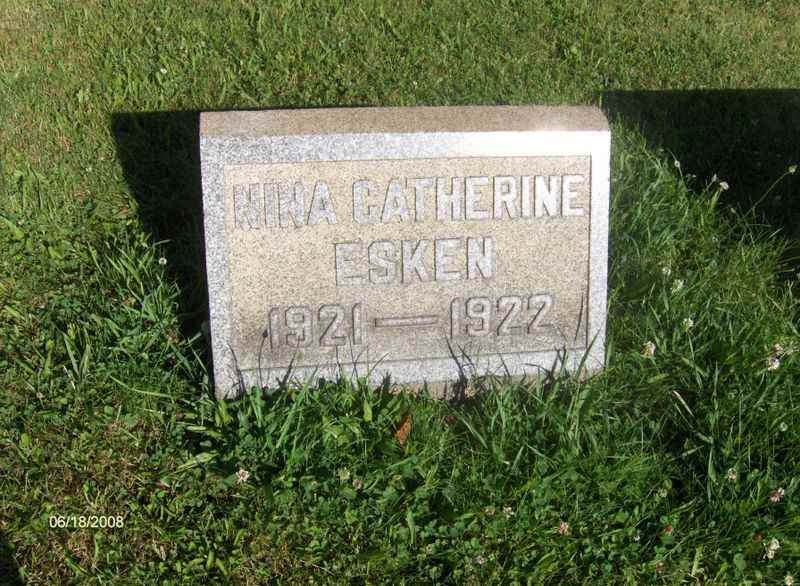 NINA CATHERINE
ESKEN
1921—1922
06/18/2008